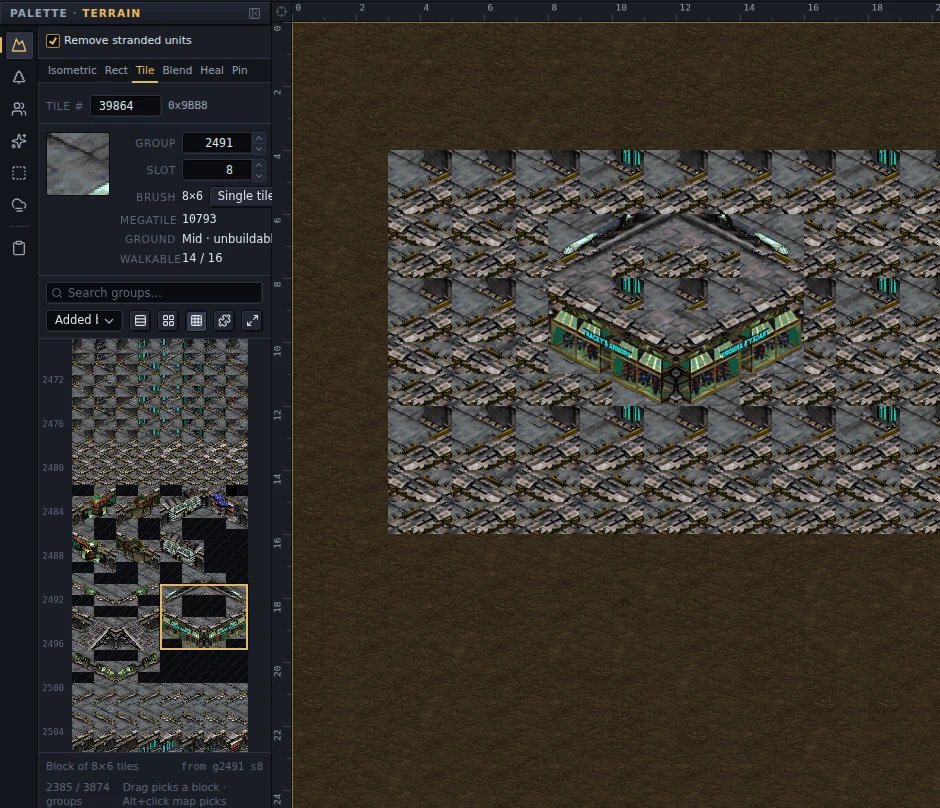 PALETTE · TERRAIN
Remove stranded units
Isometric Rect Tile Blend Heal Pin
TILE # 39864 0x9BB8
GROUP 2491
SLOT 8
BRUSH 8×6 Single tile
MEGATILE 10793
GROUND Mid · unbuildabl
WALKABLE 14 / 16
Search groups...
Added l
2472
2476
2480
2484
2488
2492
2496
2500
2504
Block of 8×6 tiles from g2491 s8
2385 / 3874 groups
Drag picks a block ·
Alt+click map picks
0 2 4 6 8 10 12 14 16 18 2
0
2
4
6
8
10
12
14
16
18
20
22
24